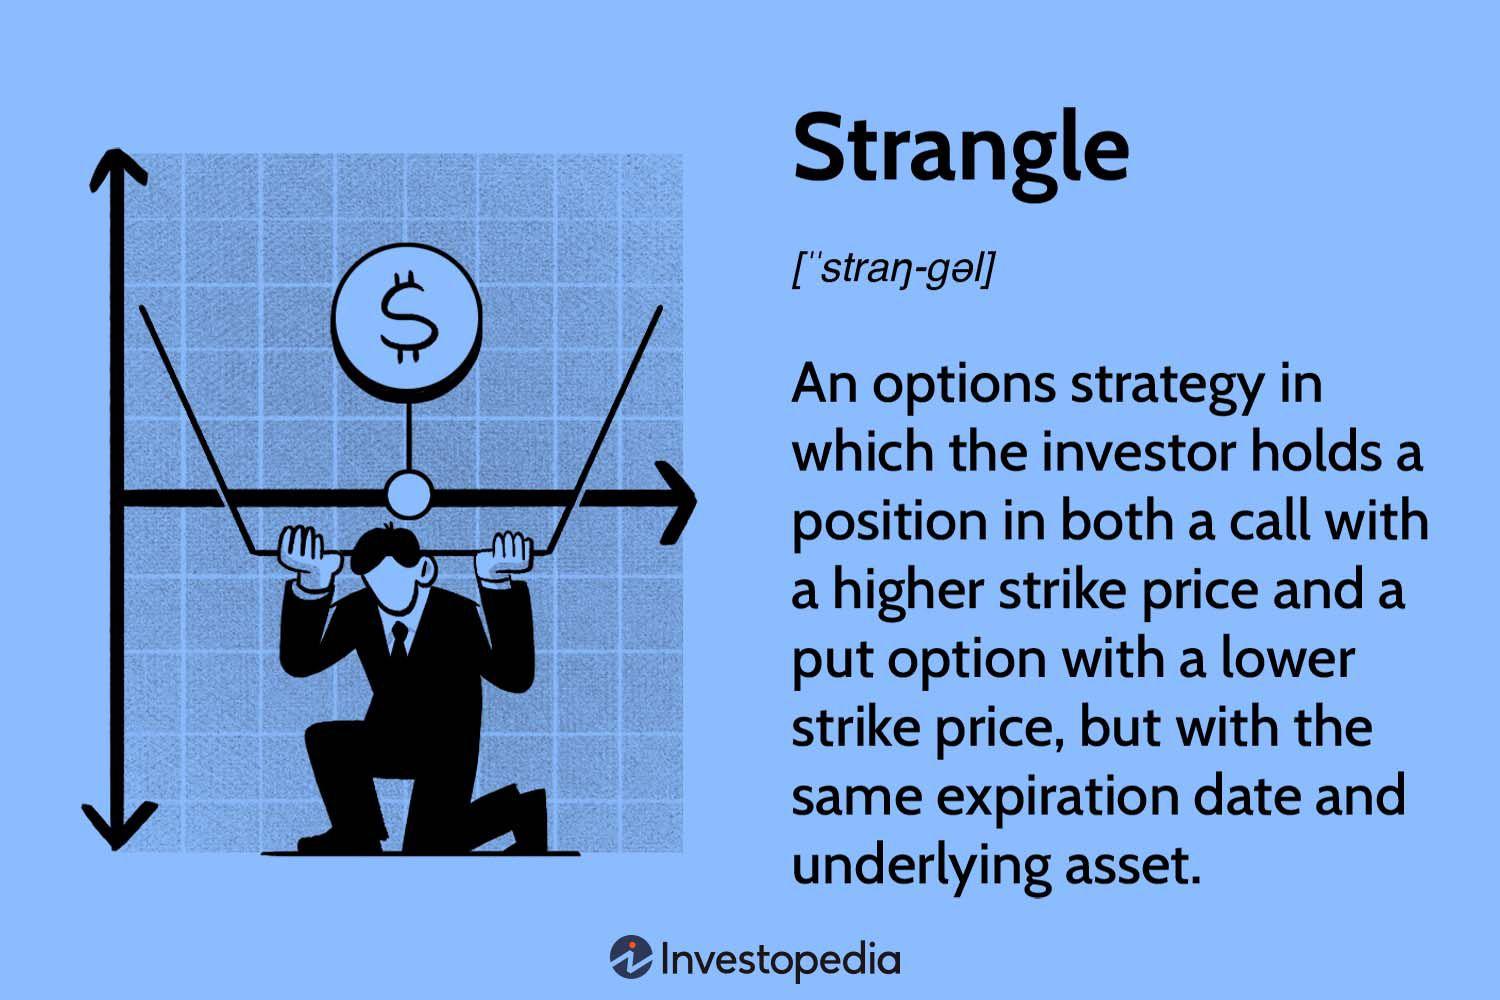 $
Strangle
[ˈˈstraŋ-gəl]
An options strategy in
which the investor holds a
position in both a call with
a higher strike price and a
put option with a lower
strike price, but with the
same expiration date and
underlying asset.
Investopedia